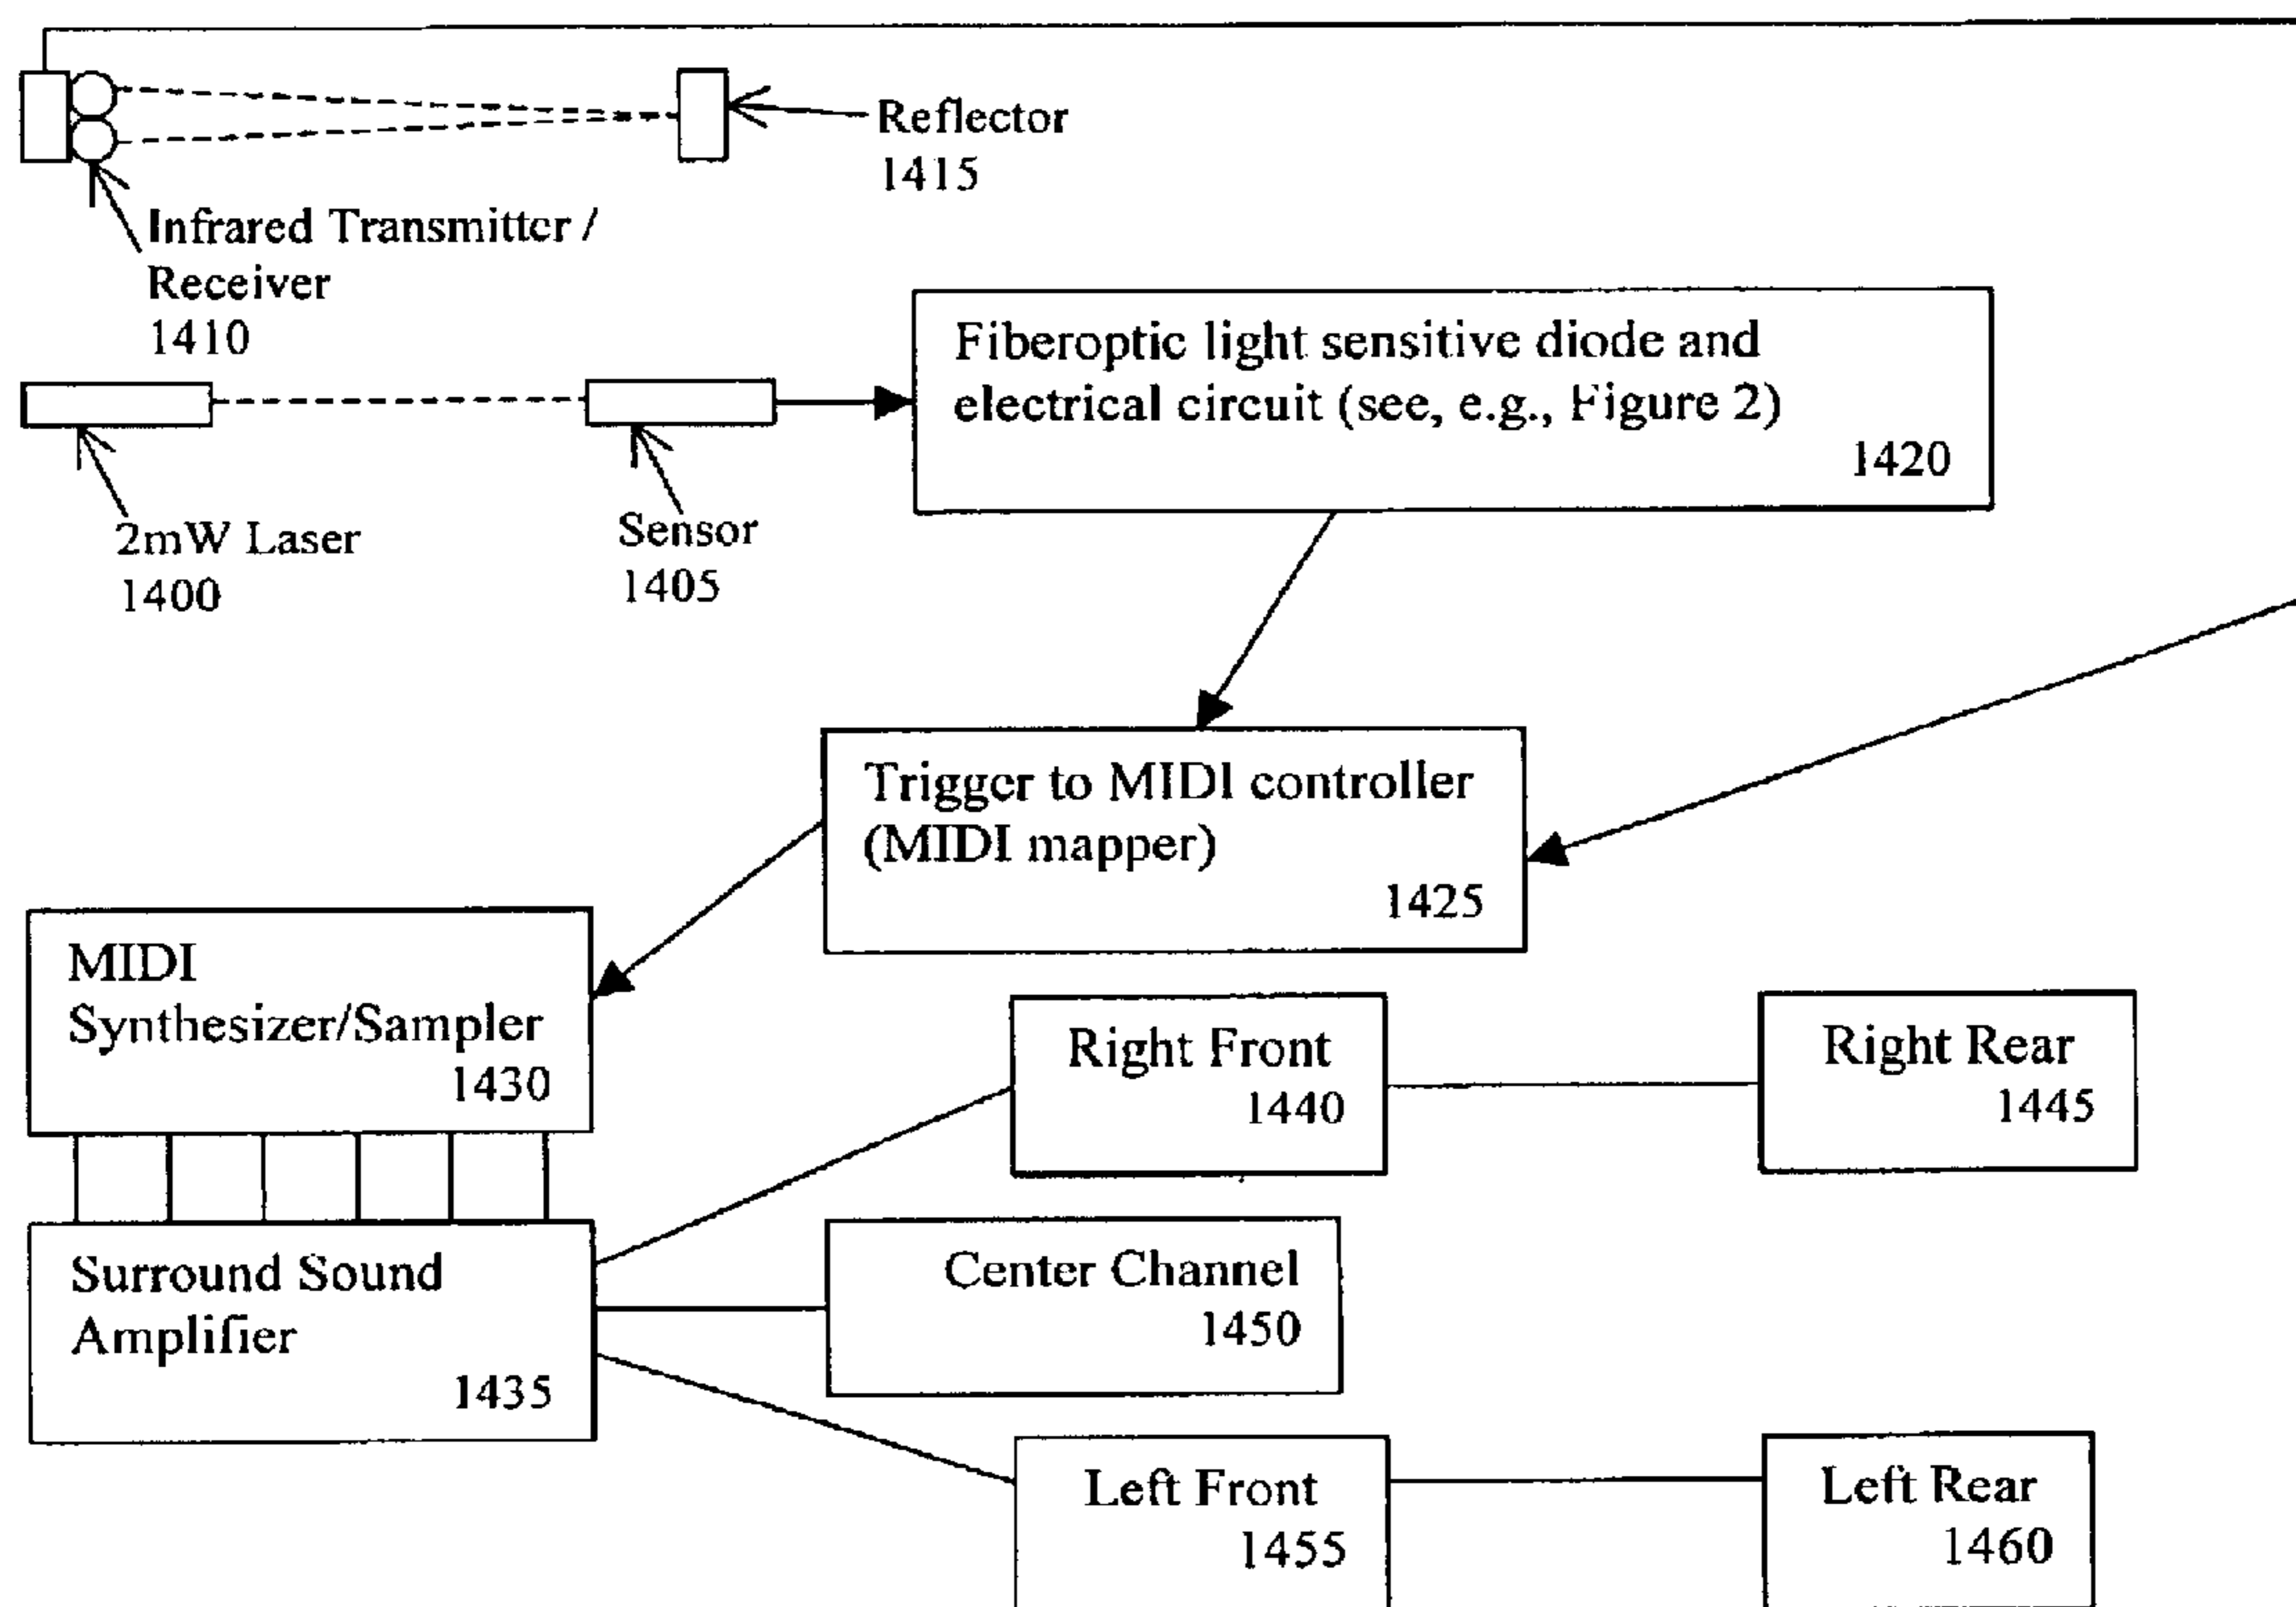 Reflector
1415
Infrared Transmitter /
Receiver
1410
Fiberoptic light sensitive diode and
electrical circuit (see, e.g., Figure 2)
1420
2mW Laser
1400
Sensor
1405
Trigger to MIDI controller
(MIDI mapper)
1425
MIDI
Synthesizer/Sampler
1430
Right Front
1440
Right Rear
1445
Surround Sound
Amplifier
1435
Center Channel
1450
Left Front
1455
Left Rear
1460